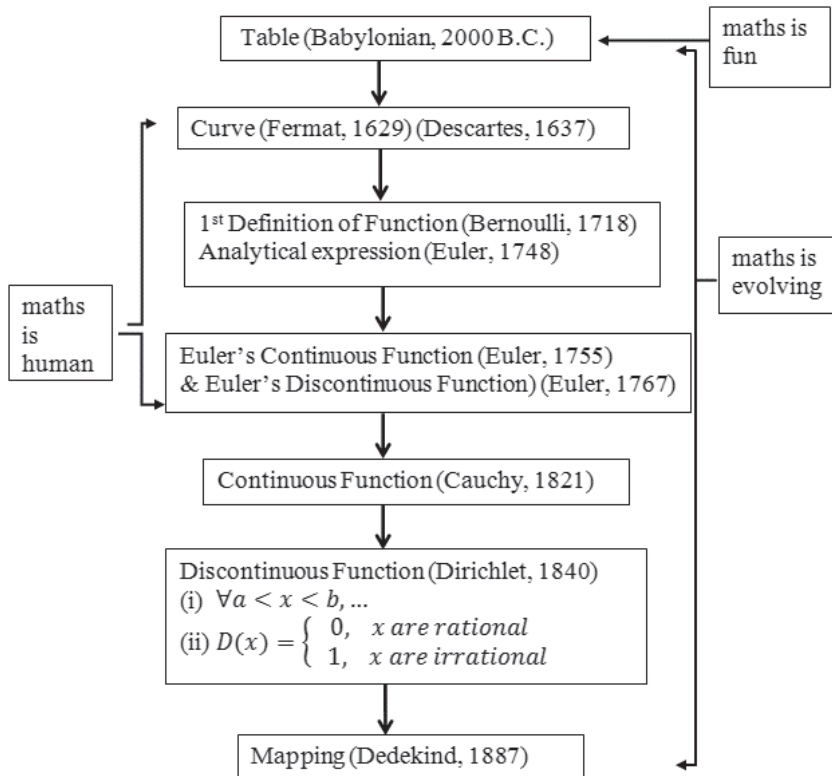 Table (Babylonian, 2000 B.C.)
maths is
fun
Curve (Fermat, 1629) (Descartes, 1637)
1st Definition of Function (Bernoulli, 1718)
Analytical expression (Euler, 1748)
maths is
evolving
maths
is
human
Euler's Continuous Function (Euler, 1755)
& Euler's Discontinuous Function) (Euler, 1767)
Continuous Function (Cauchy, 1821)
Discontinuous Function (Dirichlet, 1840)
(i) ∀a < x < b, ...
(ii) D(x) = { 0, x are rational
1, x are irrational
Mapping (Dedekind, 1887)